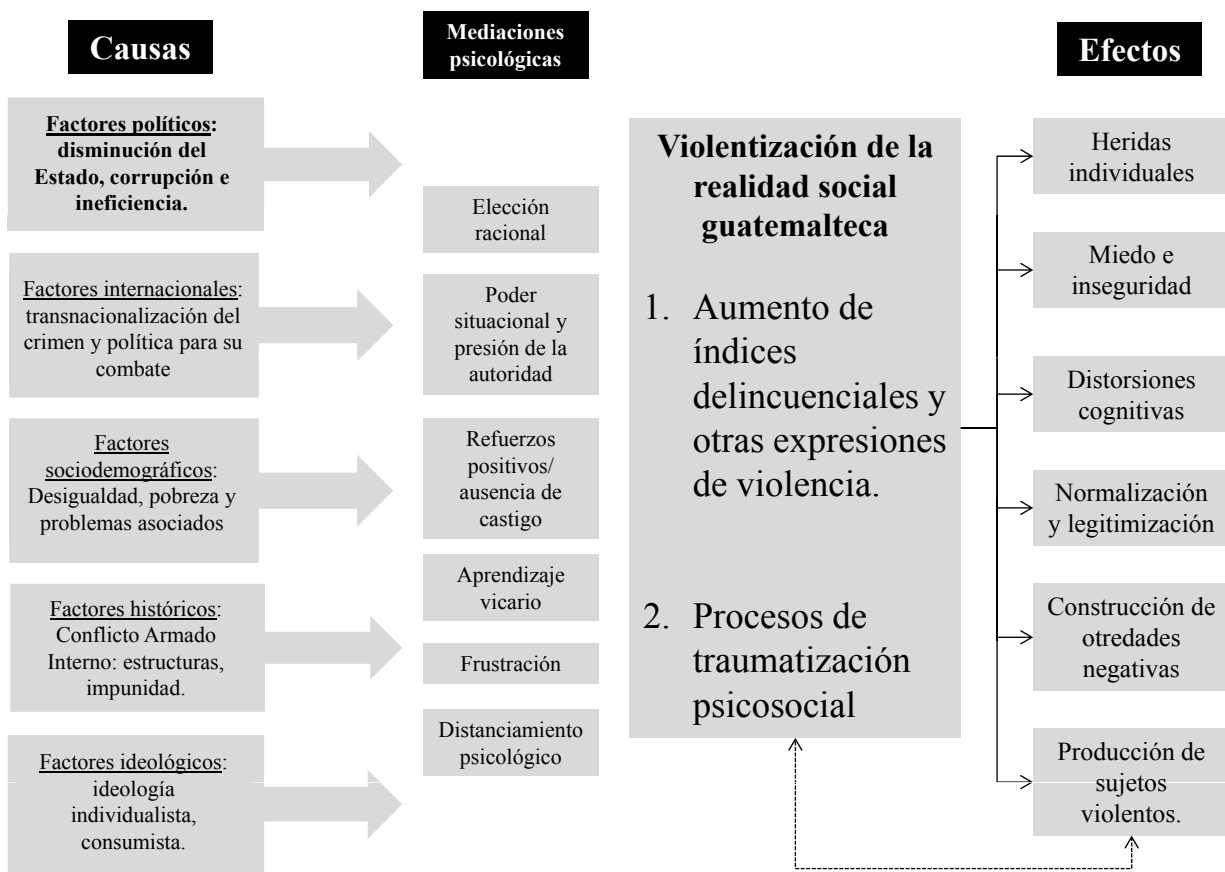 Causas
Factores políticos:
disminución del
Estado, corrupción e
ineficiencia.
Factores internacionales:
transnacionalización del
crimen y política para su
combate
Factores
sociodemográficos:
Desigualdad, pobreza y
problemas asociados
Factores históricos:
Conflicto Armado
Interno: estructuras,
impunidad.
Factores ideológicos:
ideología
individualista,
consumista.
Mediaciones
psicológicas
Elección
racional
Poder
situacional y
presión de la
autoridad
Refuerzos
positivos/
ausencia de
castigo
Aprendizaje
vicario
Frustración
Distanciamiento
psicológico
Violentización de la
realidad social
guatemalteca
1. Aumento de
índices
delincuenciales y
otras expresiones
de violencia.
2. Procesos de
traumatización
psicosocial
Efectos
Heridas
individuales
Miedo e
inseguridad
Distorsiones
cognitivas
Normalización
y legitimización
Construcción de
otredades
negativas
Producción de
sujetos
violentos.